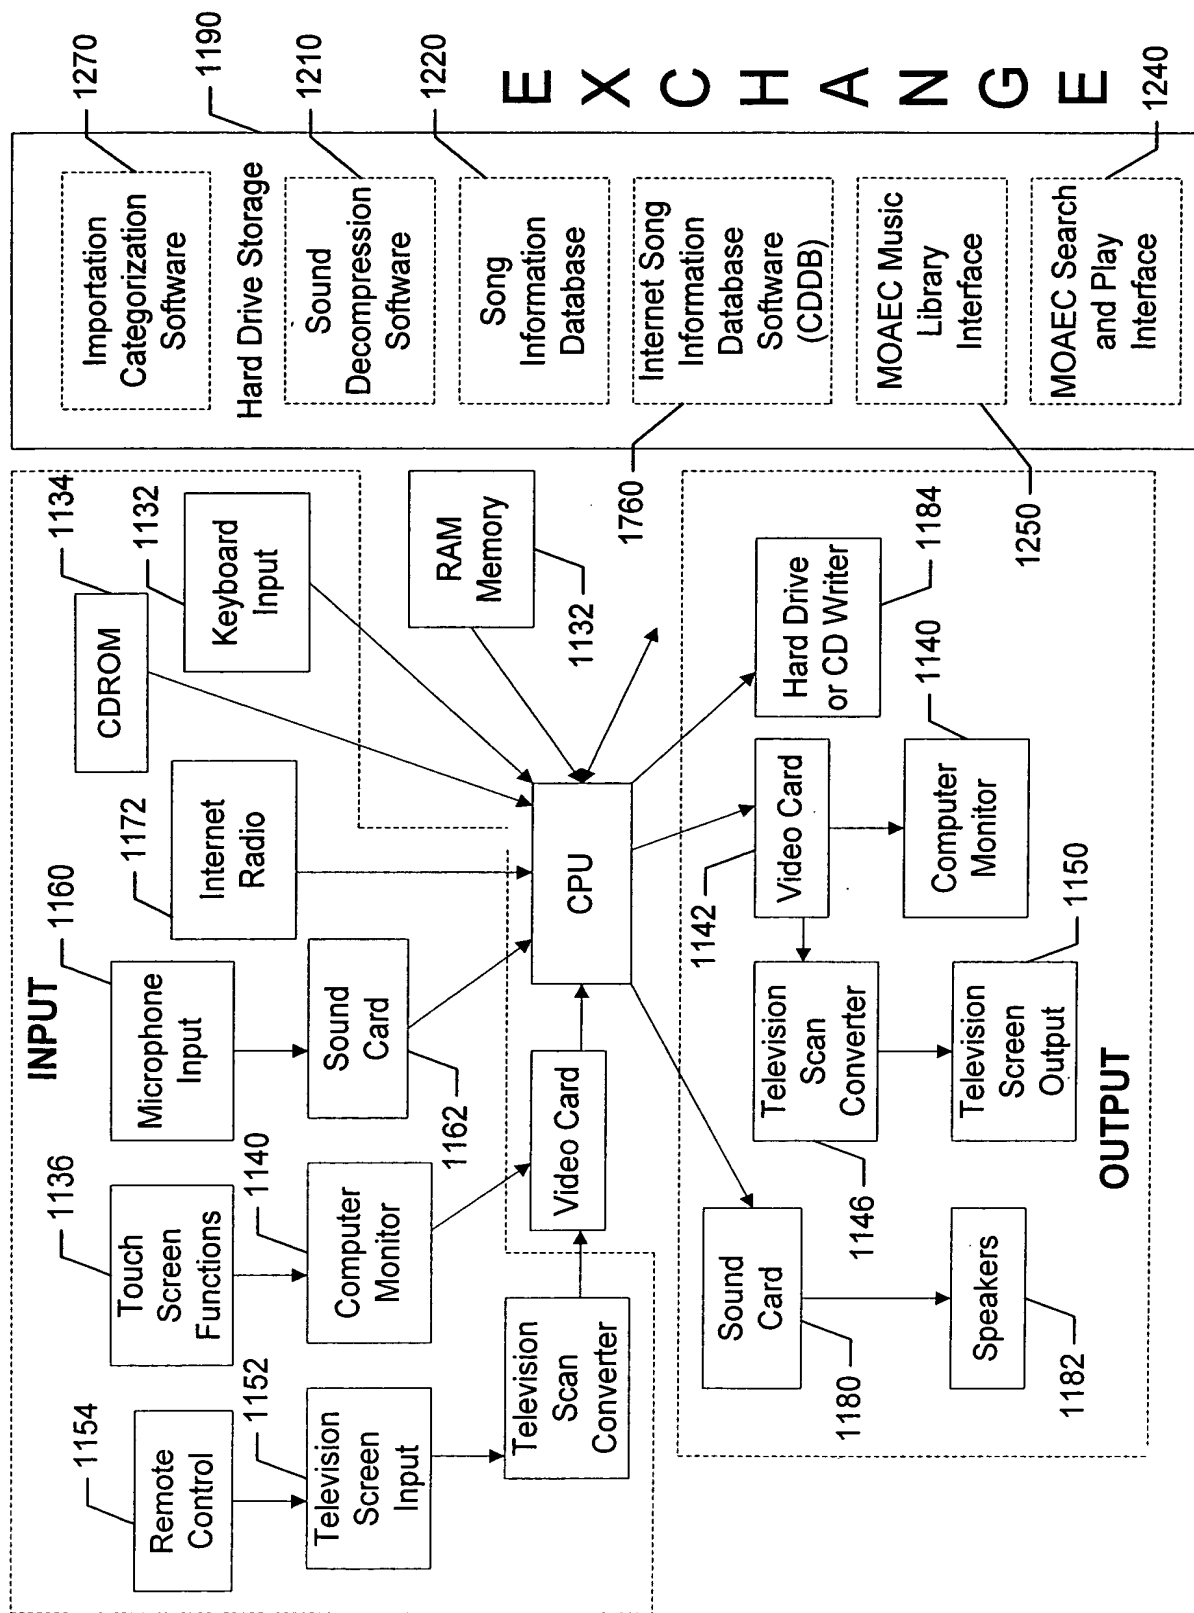 INPUT
1154
Remote
Control
1152
Television
Screen
Input
Television
Scan
Converter
1136
Touch
Screen
Functions
1140
Computer
Monitor
Video Card
1160
Microphone
Input
Sound
Card
1162
1172
Internet
Radio
CDROM
1134
Keyboard
Input
1132
CPU
RAM
Memory
1132
Sound
Card
1180
Speakers
1182
Television
Scan
Converter
1146
Television
Screen
Output
1150
1142
Video Card
Computer
Monitor
1140
Hard Drive
or CD Writer
1184
OUTPUT
Importation
Categorization
Software
1270
Hard Drive Storage
1190
Sound
Decompression
Software
1210
Song
Information
Database
1220
Internet Song
Information
Database
Software
(CDDB)
1760
MOAEC Music
Library
Interface
1250
MOAEC Search
and Play
Interface
1240
E
X
C
H
A
N
G
E